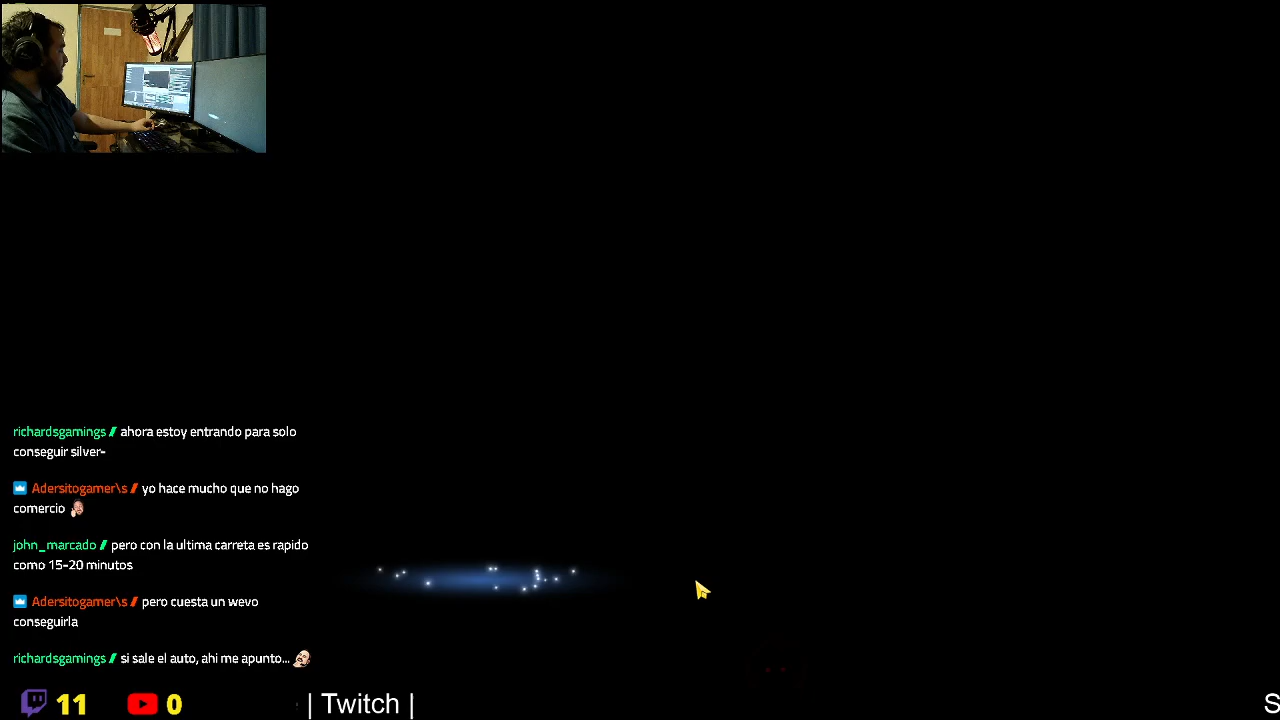 richardsgamings // ahora estoy entrando para solo
conseguir silver-
Adersitogamer\s // yo hace mucho que no hago
comercio
john_marcado // pero con la ultima carreta es rapido
como 15-20 minutos
Adersitogamer\s // pero cuesta un wevo
conseguirla
richardsgamings // si sale el auto, ahi me apunto...
11 0 | Twitch | S